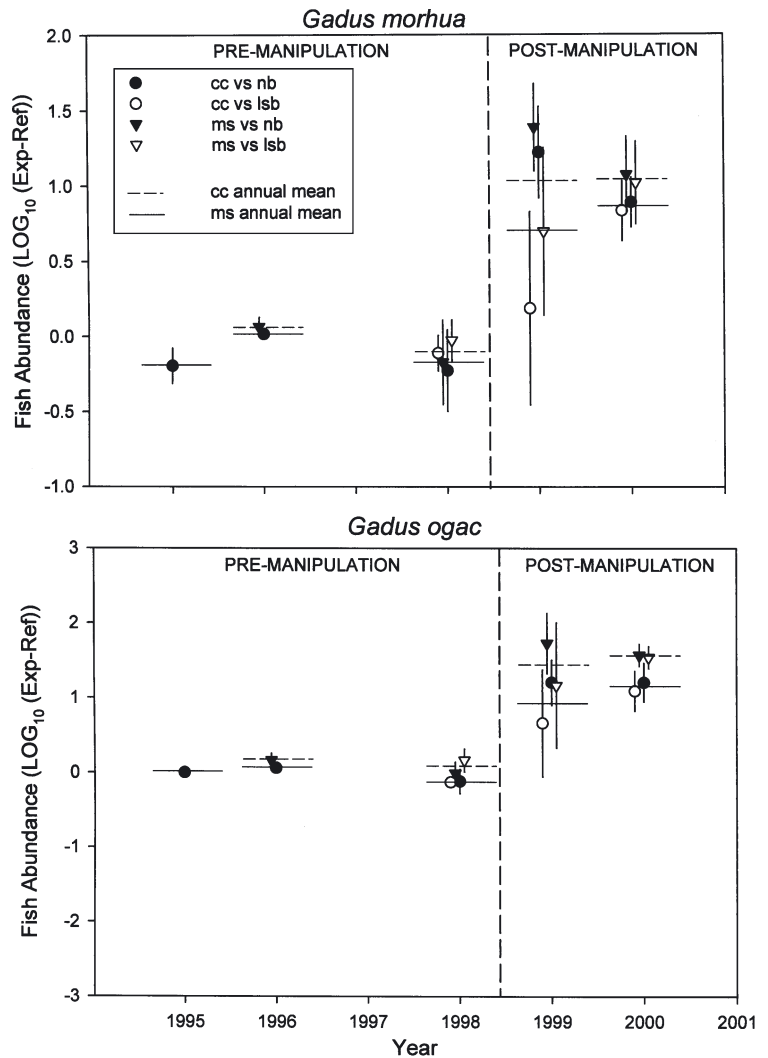 Gadus morhua
PRE-MANIPULATION
POST-MANIPULATION
cc vs nb
cc vs lsb
ms vs nb
ms vs lsb
cc annual mean
ms annual mean
2.0
1.5
1.0
0.5
0.0
-0.5
-1.0
Fish Abundance (LOG10 (Exp-Ref))
Gadus ogac
PRE-MANIPULATION
POST-MANIPULATION
3
2
1
0
-1
-2
-3
Fish Abundance (LOG10 (Exp-Ref))
1995 1996 1997 1998 1999 2000 2001
Year